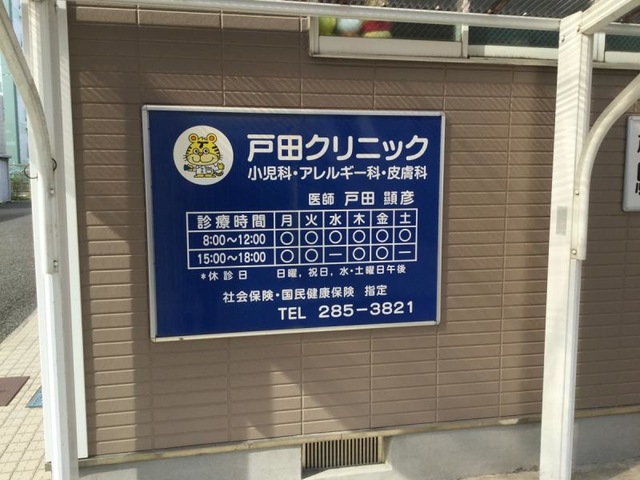 戸田クリニック
小児科・アレルギー科・皮膚科
医師 戸田 顕彦
診療時間 月 火 水 木 金 土
8:00〜12:00 ○ ○ ○ ○ ○ ○
15:00〜18:00 ○ ○ ー ○ ○ ー
*休診日 日曜,祝日,水・土曜日午後
社会保険・国民健康保険 指定
TEL 285-3821